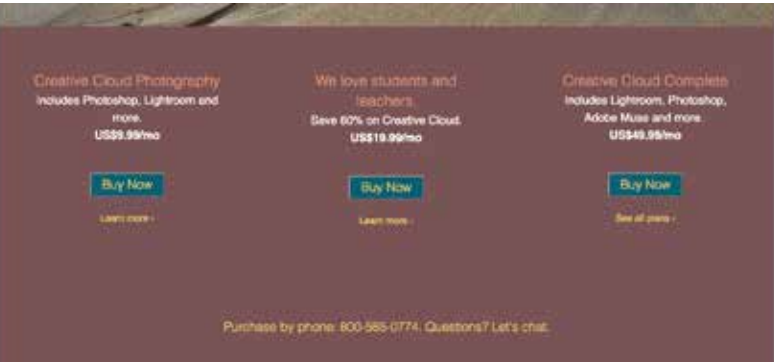 Creative Cloud Photography
Includes Photoshop, Lightroom and
more.
US$9.99/mo
Buy Now
Learn more ›
We love students and
teachers.
Save 60% on Creative Cloud.
US$19.99/mo
Buy Now
Learn more ›
Creative Cloud Complete
Includes Lightroom, Photoshop,
Adobe Muse and more.
US$49.99/mo
Buy Now
See all plans ›
Purchase by phone: 800-585-0774. Questions? Let's chat.